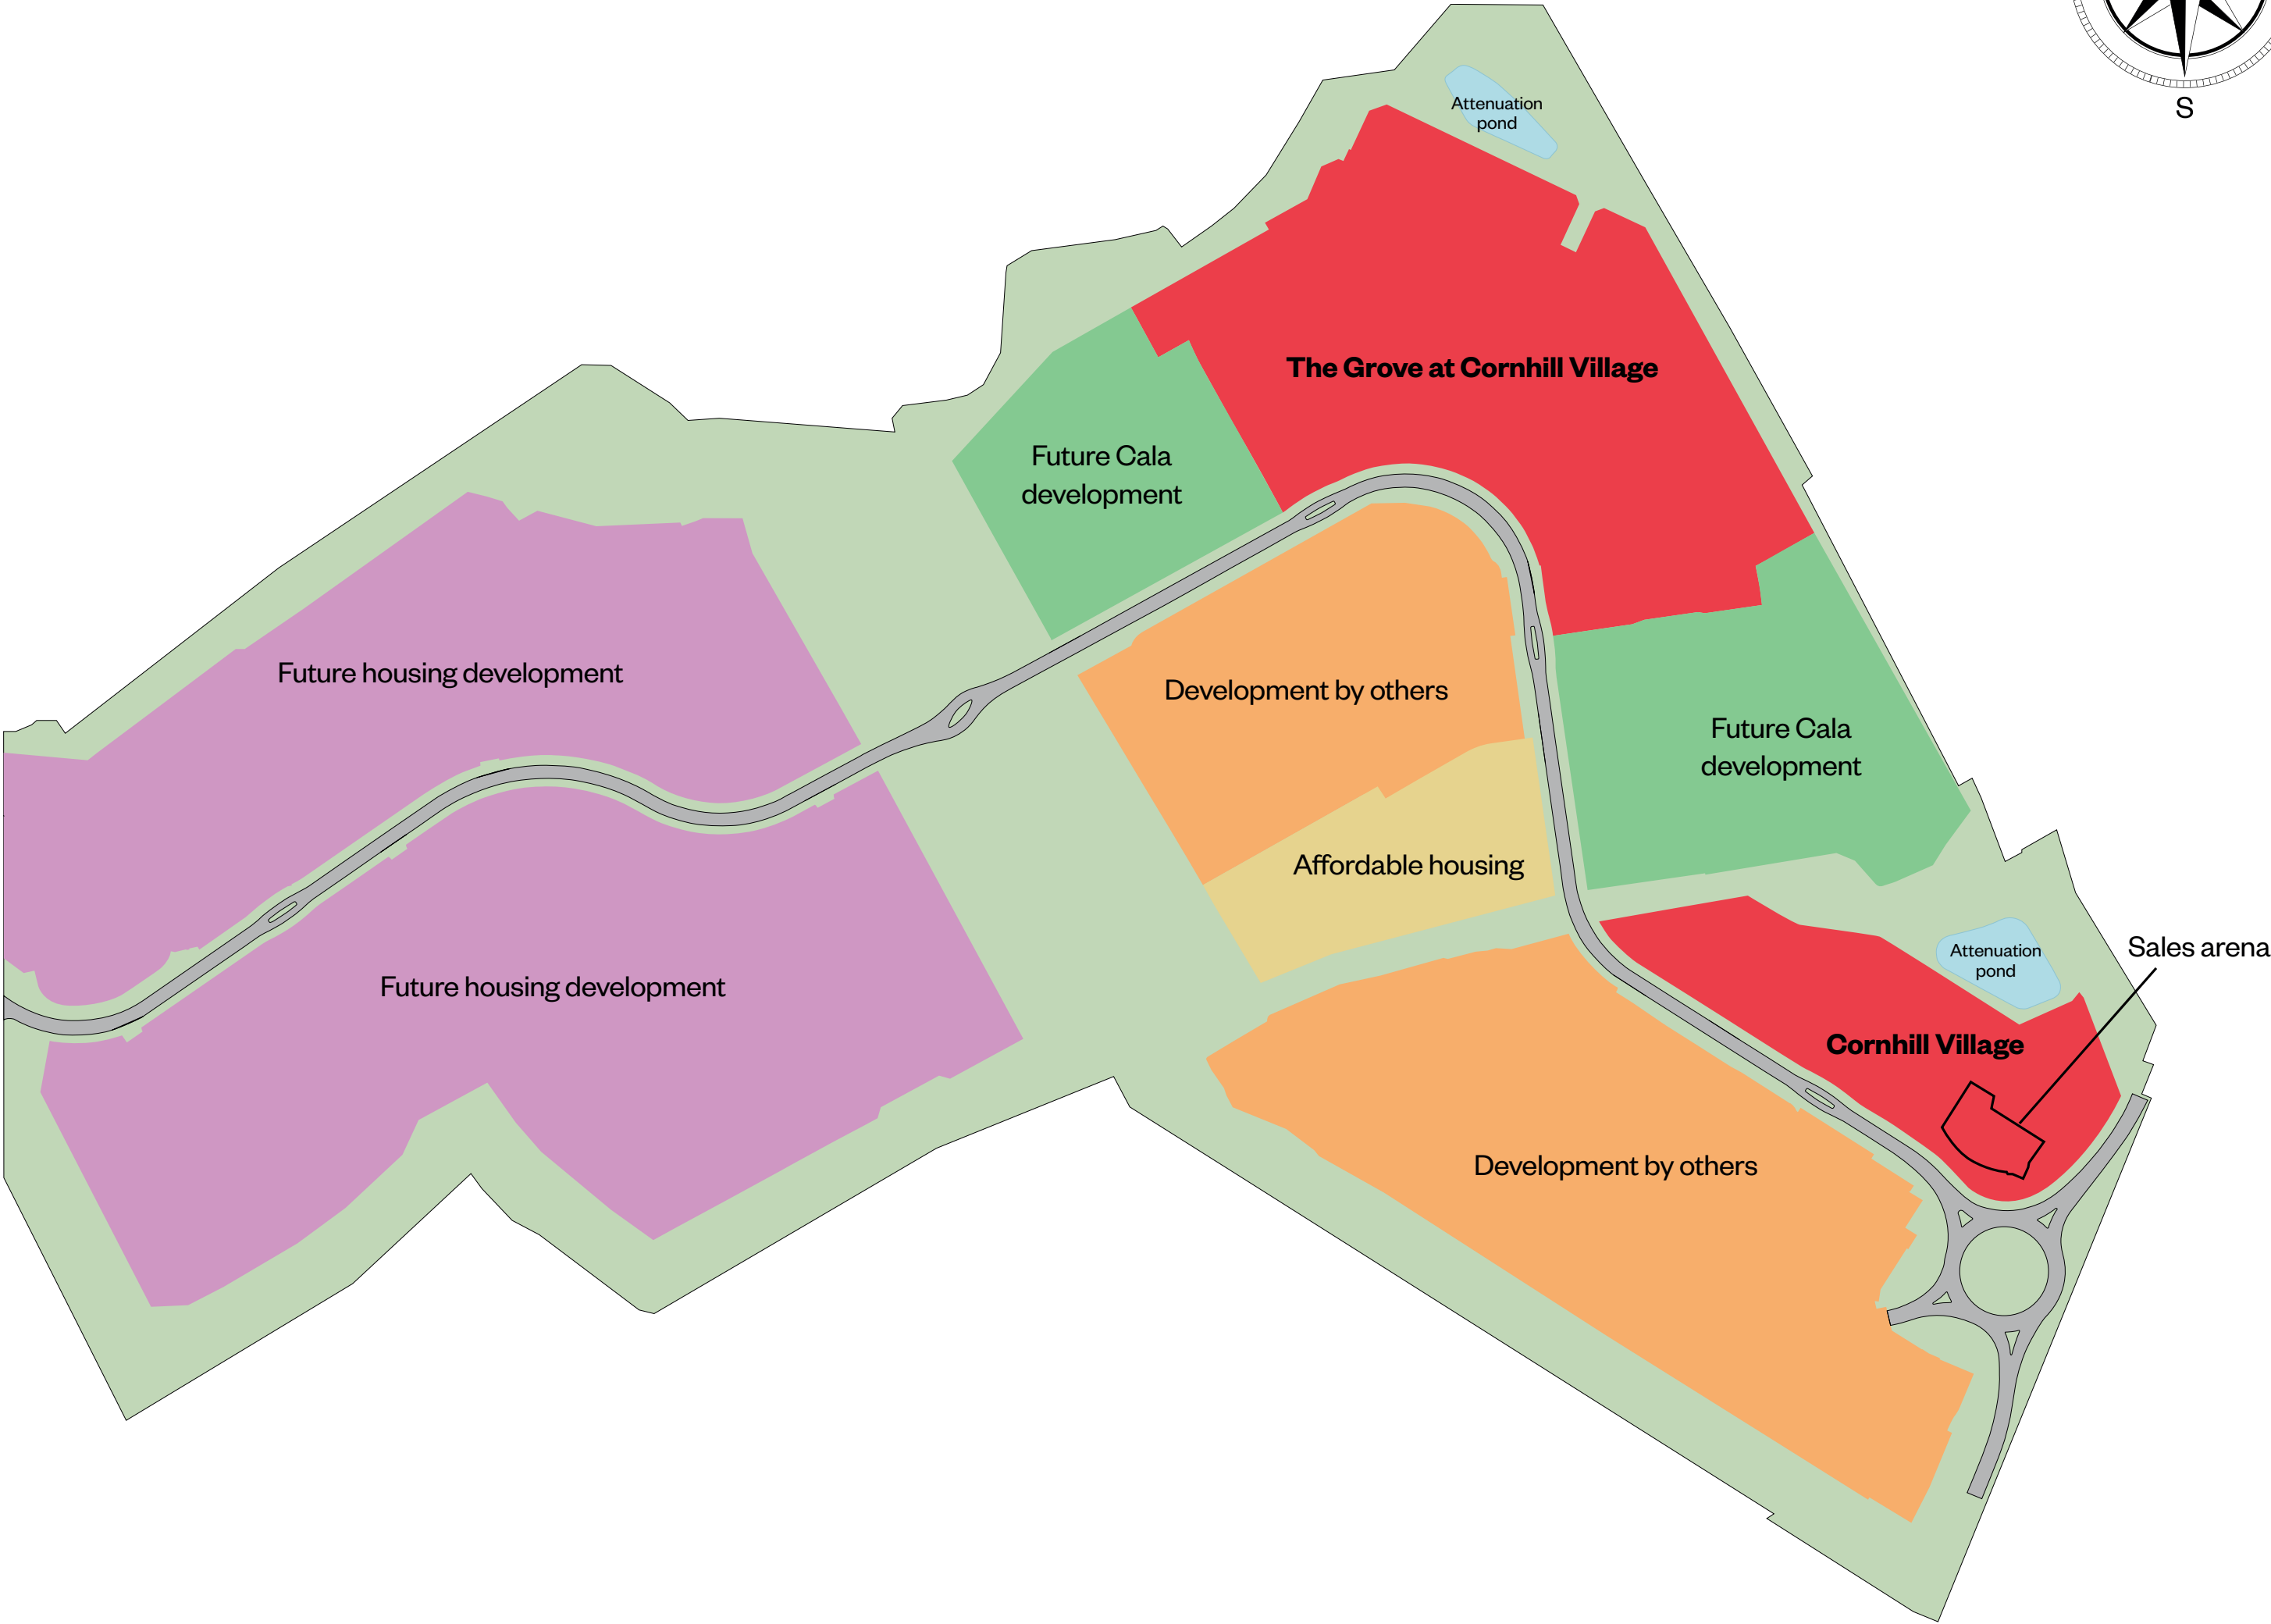 S
Attenuation
pond
The Grove at Cornhill Village
Future Cala
development
Future housing development
Development by others
Future Cala
development
Affordable housing
Sales arena
Attenuation
pond
Future housing development
Cornhill Village
Development by others